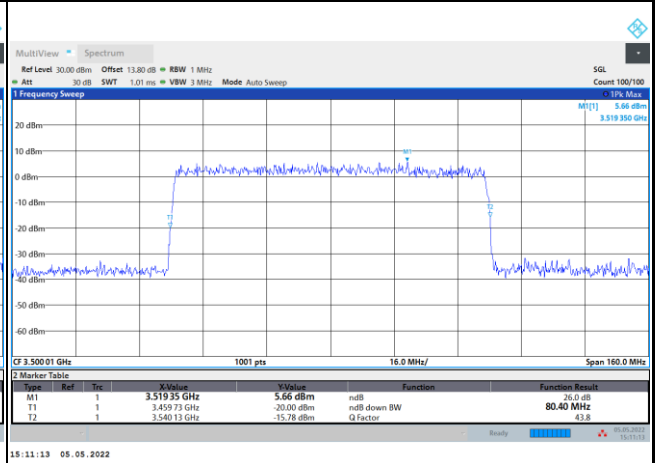 MultiView Spectrum
Ref Level 30.00 dBm Offset 13.80 dB RBW 1 MHz SGL
Att 30 dB SWT 1.01 ms VBW 3 MHz Mode Auto Sweep Count 100/100
1 Frequency Sweep 1Pk Max
M1[1] 5.66 dBm
3.519 350 GHz
20 dBm
10 dBm
M1
0 dBm
-10 dBm
T1 T2
-20 dBm
-30 dBm
-40 dBm
-50 dBm
-60 dBm
CF 3.500 01 GHz 1001 pts 16.0 MHz/ Span 160.0 MHz
2 Marker Table
Type Ref Trc X-Value Y-Value Function Function Result
M1 1 3.519 35 GHz 5.66 dBm ndB 26.0 dB
T1 1 3.459 73 GHz -20.00 dBm ndB down BW 80.40 MHz
T2 1 3.540 13 GHz -15.78 dBm Q Factor 43.8
Ready 05.05.2022
15:11:13
15:11:13 05.05.2022